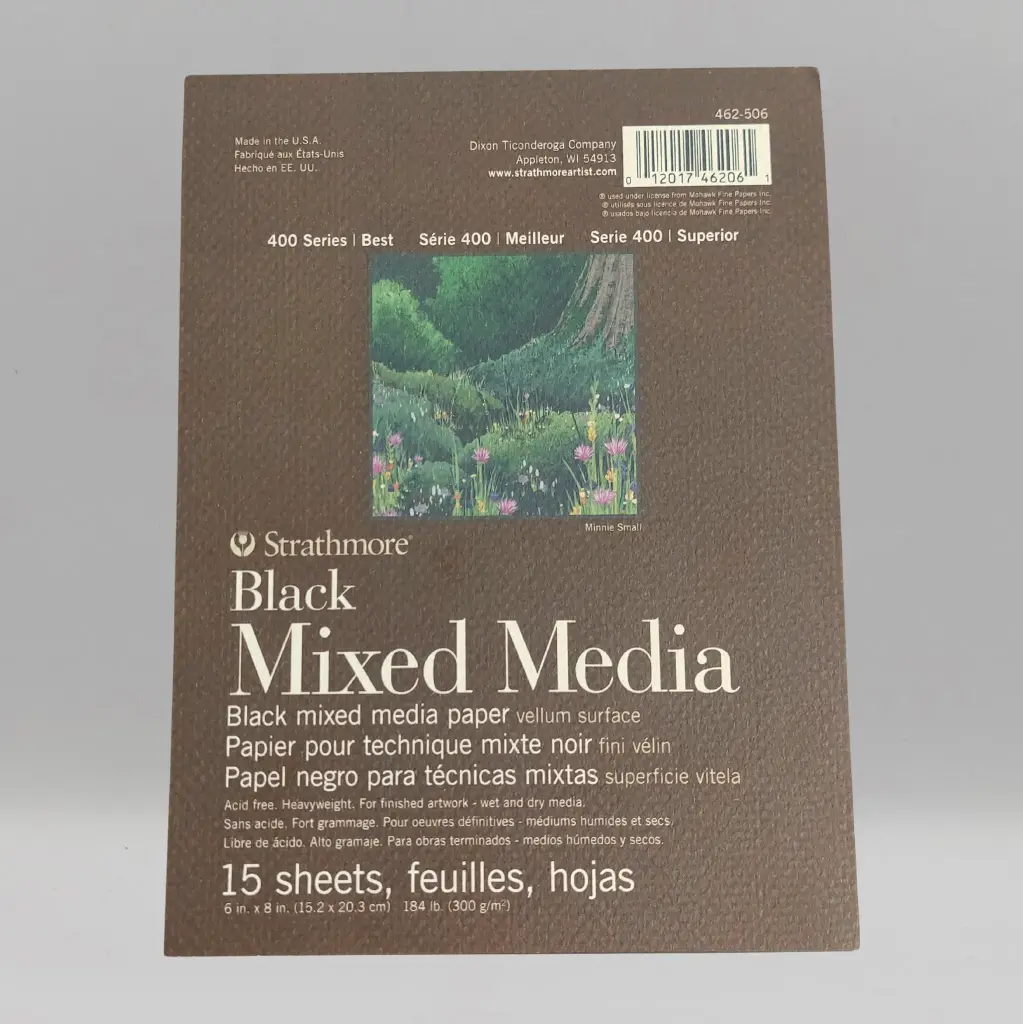 462-506
Made in the U.S.A.
Fabriqué aux États-Unis
Hecho en EE. UU.
Dixon Ticonderoga Company
Appleton, WI 54913
www.strathmoreartist.com
0 12017 46206 1
® used under license from Mohawk Fine Papers Inc.
® utilisés sous licence de Mohawk Fine Papers Inc.
® usados bajo licencia de Mohawk Fine Papers Inc.
400 Series | Best Série 400 | Meilleur Serie 400 | Superior
Minnie Small
Strathmore®
Black
Mixed Media
Black mixed media paper vellum surface
Papier pour technique mixte noir fini vélin
Papel negro para técnicas mixtas superficie vitela
Acid free. Heavyweight. For finished artwork - wet and dry media.
Sans acide. Fort grammage. Pour oeuvres définitives - médiums humides et secs.
Libre de ácido. Alto gramaje. Para obras terminados - medios húmedos y secos.
15 sheets, feuilles, hojas
6 in. x 8 in. (15.2 x 20.3 cm) 184 lb. (300 g/m²)